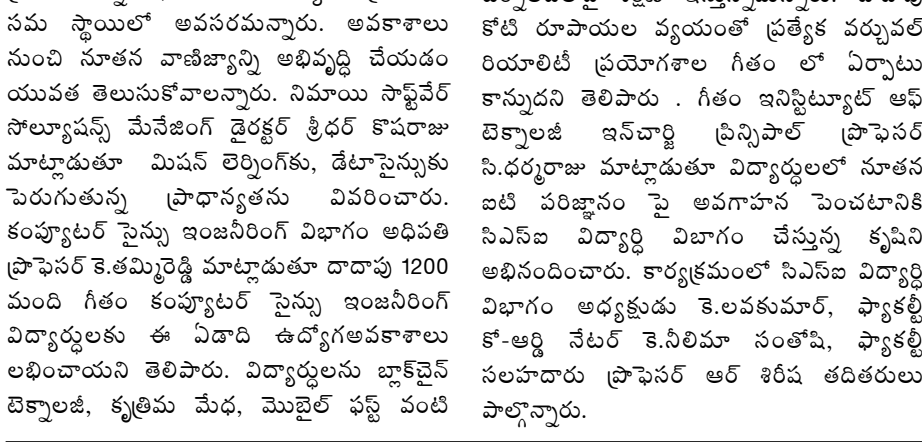 సమ స్థాయిలో అవసరమన్నారు. అవకాశాలు
నుంచి నూతన వాణిజ్యాన్ని అభివృద్ధి చేయడం
యువత తెలుసుకోవాలన్నారు. నిమాయి సాఫ్ట్‌వేర్
సోల్యూషన్స్ మేనేజింగ్ డైరక్టర్ శ్రీధర్ కొషరాజు
మాట్లాడుతూ మిషన్ లెర్నింగ్‌కు, డేటాసైన్సుకు
పెరుగుతున్న ప్రాధాన్యతను వివరించారు.
కంప్యూటర్ సైన్సు ఇంజనీరింగ్ విభాగం అధిపతి
ప్రొఫెసర్ కె.తమ్మిరెడ్డి మాట్లాడుతూ దాదాపు 1200
మంది గీతం కంప్యూటర్ సైన్సు ఇంజనీరింగ్
విద్యార్ధులకు ఈ ఏడాది ఉద్యోగఅవకాశాలు
లభించాయని తెలిపారు. విద్యార్ధులను బ్లాక్‌చైన్
టెక్నాలజీ, కృత్రిమ మేధ, మొబైల్ ఫస్ట్ వంటి
కోటి రూపాయల వ్యయంతో ప్రత్యేక వర్చువల్
రియాలిటీ ప్రయోగశాల గీతం లో ఏర్పాటు
కాన్నుదని తెలిపారు . గీతం ఇనిస్టిట్యూట్ ఆఫ్
టెక్నాలజీ ఇన్‌చార్జి ప్రిన్సిపాల్ ప్రొఫెసర్
సి.ధర్మరాజు మాట్లాడుతూ విద్యార్ధులలో నూతన
ఐటి పరిజ్ఞానం పై అవగాహన పెంచటానికి
సిఎస్ఐ విద్యార్ధి విబాగం చేస్తున్న కృషిని
అభినందించారు. కార్యక్రమంలో సిఎస్ఐ విద్యార్ధి
విభాగం అధ్యక్షుడు కె.లవకుమార్, ఫ్యాకల్టీ
కో-ఆర్డి నేటర్ కె.నీలిమా సంతోషి, ఫ్యాకల్టీ
సలహదారు ప్రొఫెసర్ ఆర్ శిరీష తదితరులు
పాల్గొన్నారు.